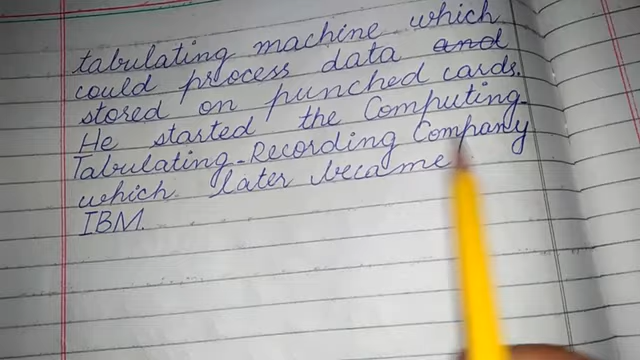 tabulating machine which
could process data and
stored on punched cards.
He started the Computing-
Tabulating-Recording Company
which later became
IBM.